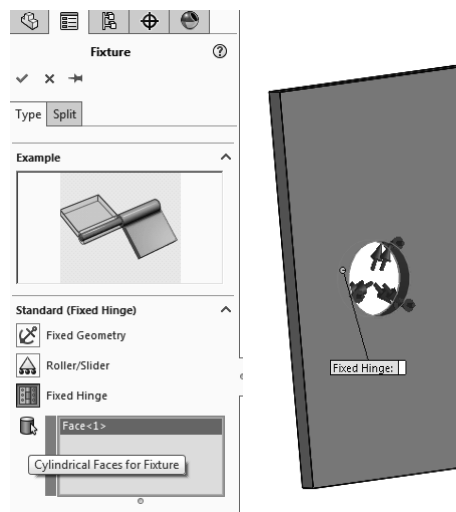 Fixture
Type Split
Example
Standard (Fixed Hinge)
Fixed Geometry
Roller/Slider
Fixed Hinge
Face<1>
Cylindrical Faces for Fixture
Fixed Hinge: